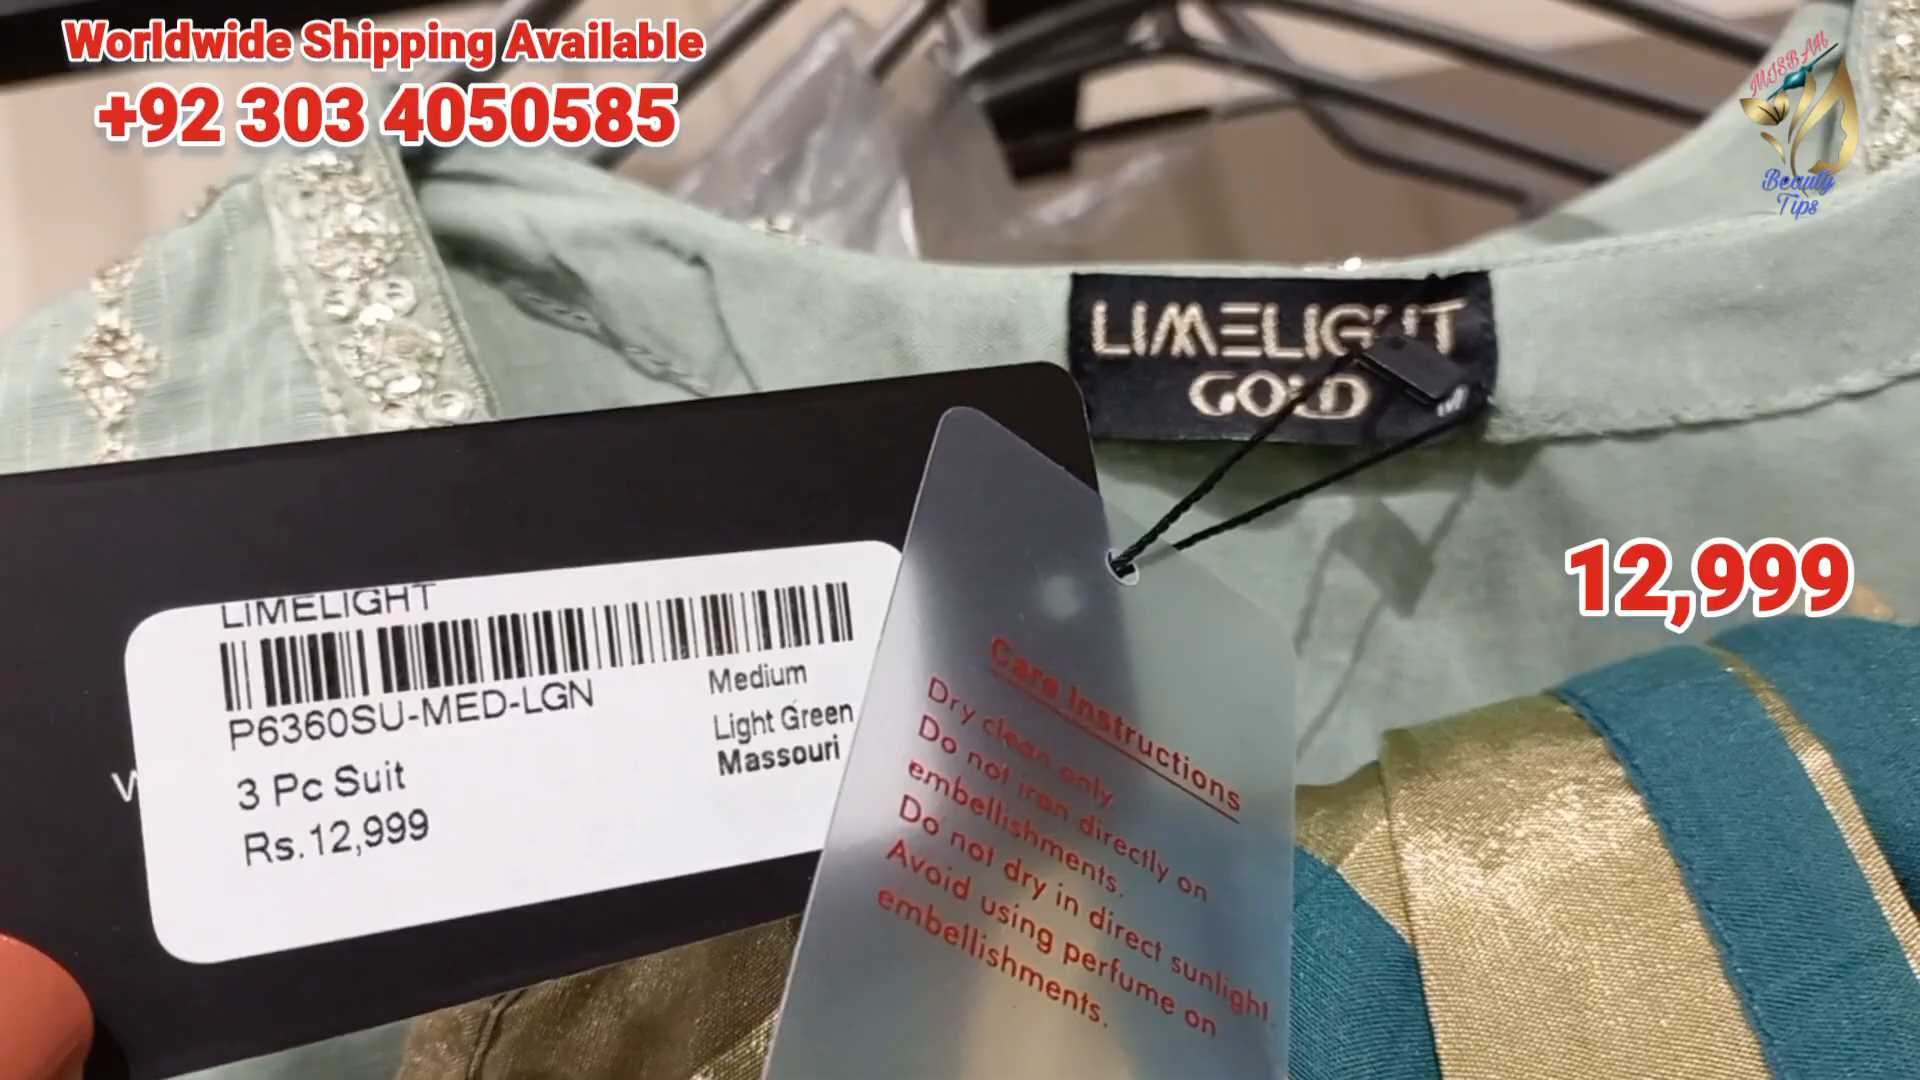 Worldwide Shipping Available
+92 303 4050585
MISBAH
Beauty
Tips
LIMELIGHT
GOLD
12,999
LIMELIGHT
P6360SU-MED-LGN
Medium
Light Green
Massouri
3 Pc Suit
Rs.12,999
Care Instructions
Dry clean only.
Do not iron directly on
embellishments.
Do not dry in direct sunlight.
Avoid using perfume on
embellishments.